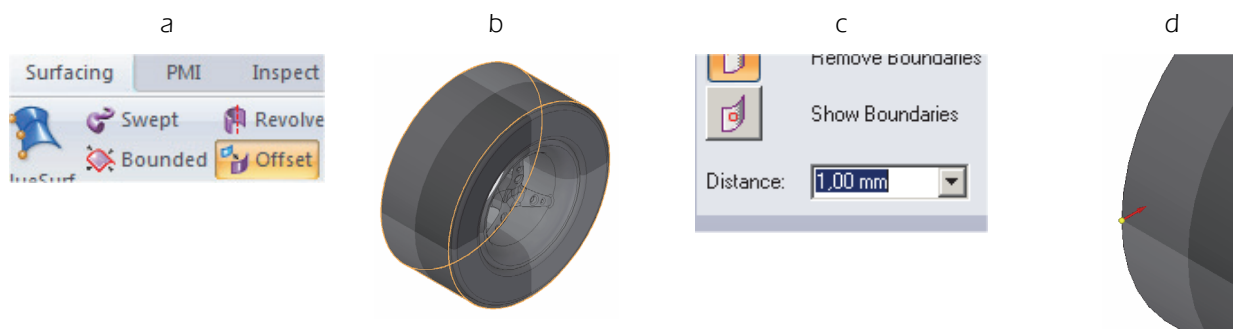 a
b
c
d
Surfacing PMI Inspect
Swept Revolve
Bounded Offset
Remove Boundaries
Show Boundaries
Distance: 1,00 mm